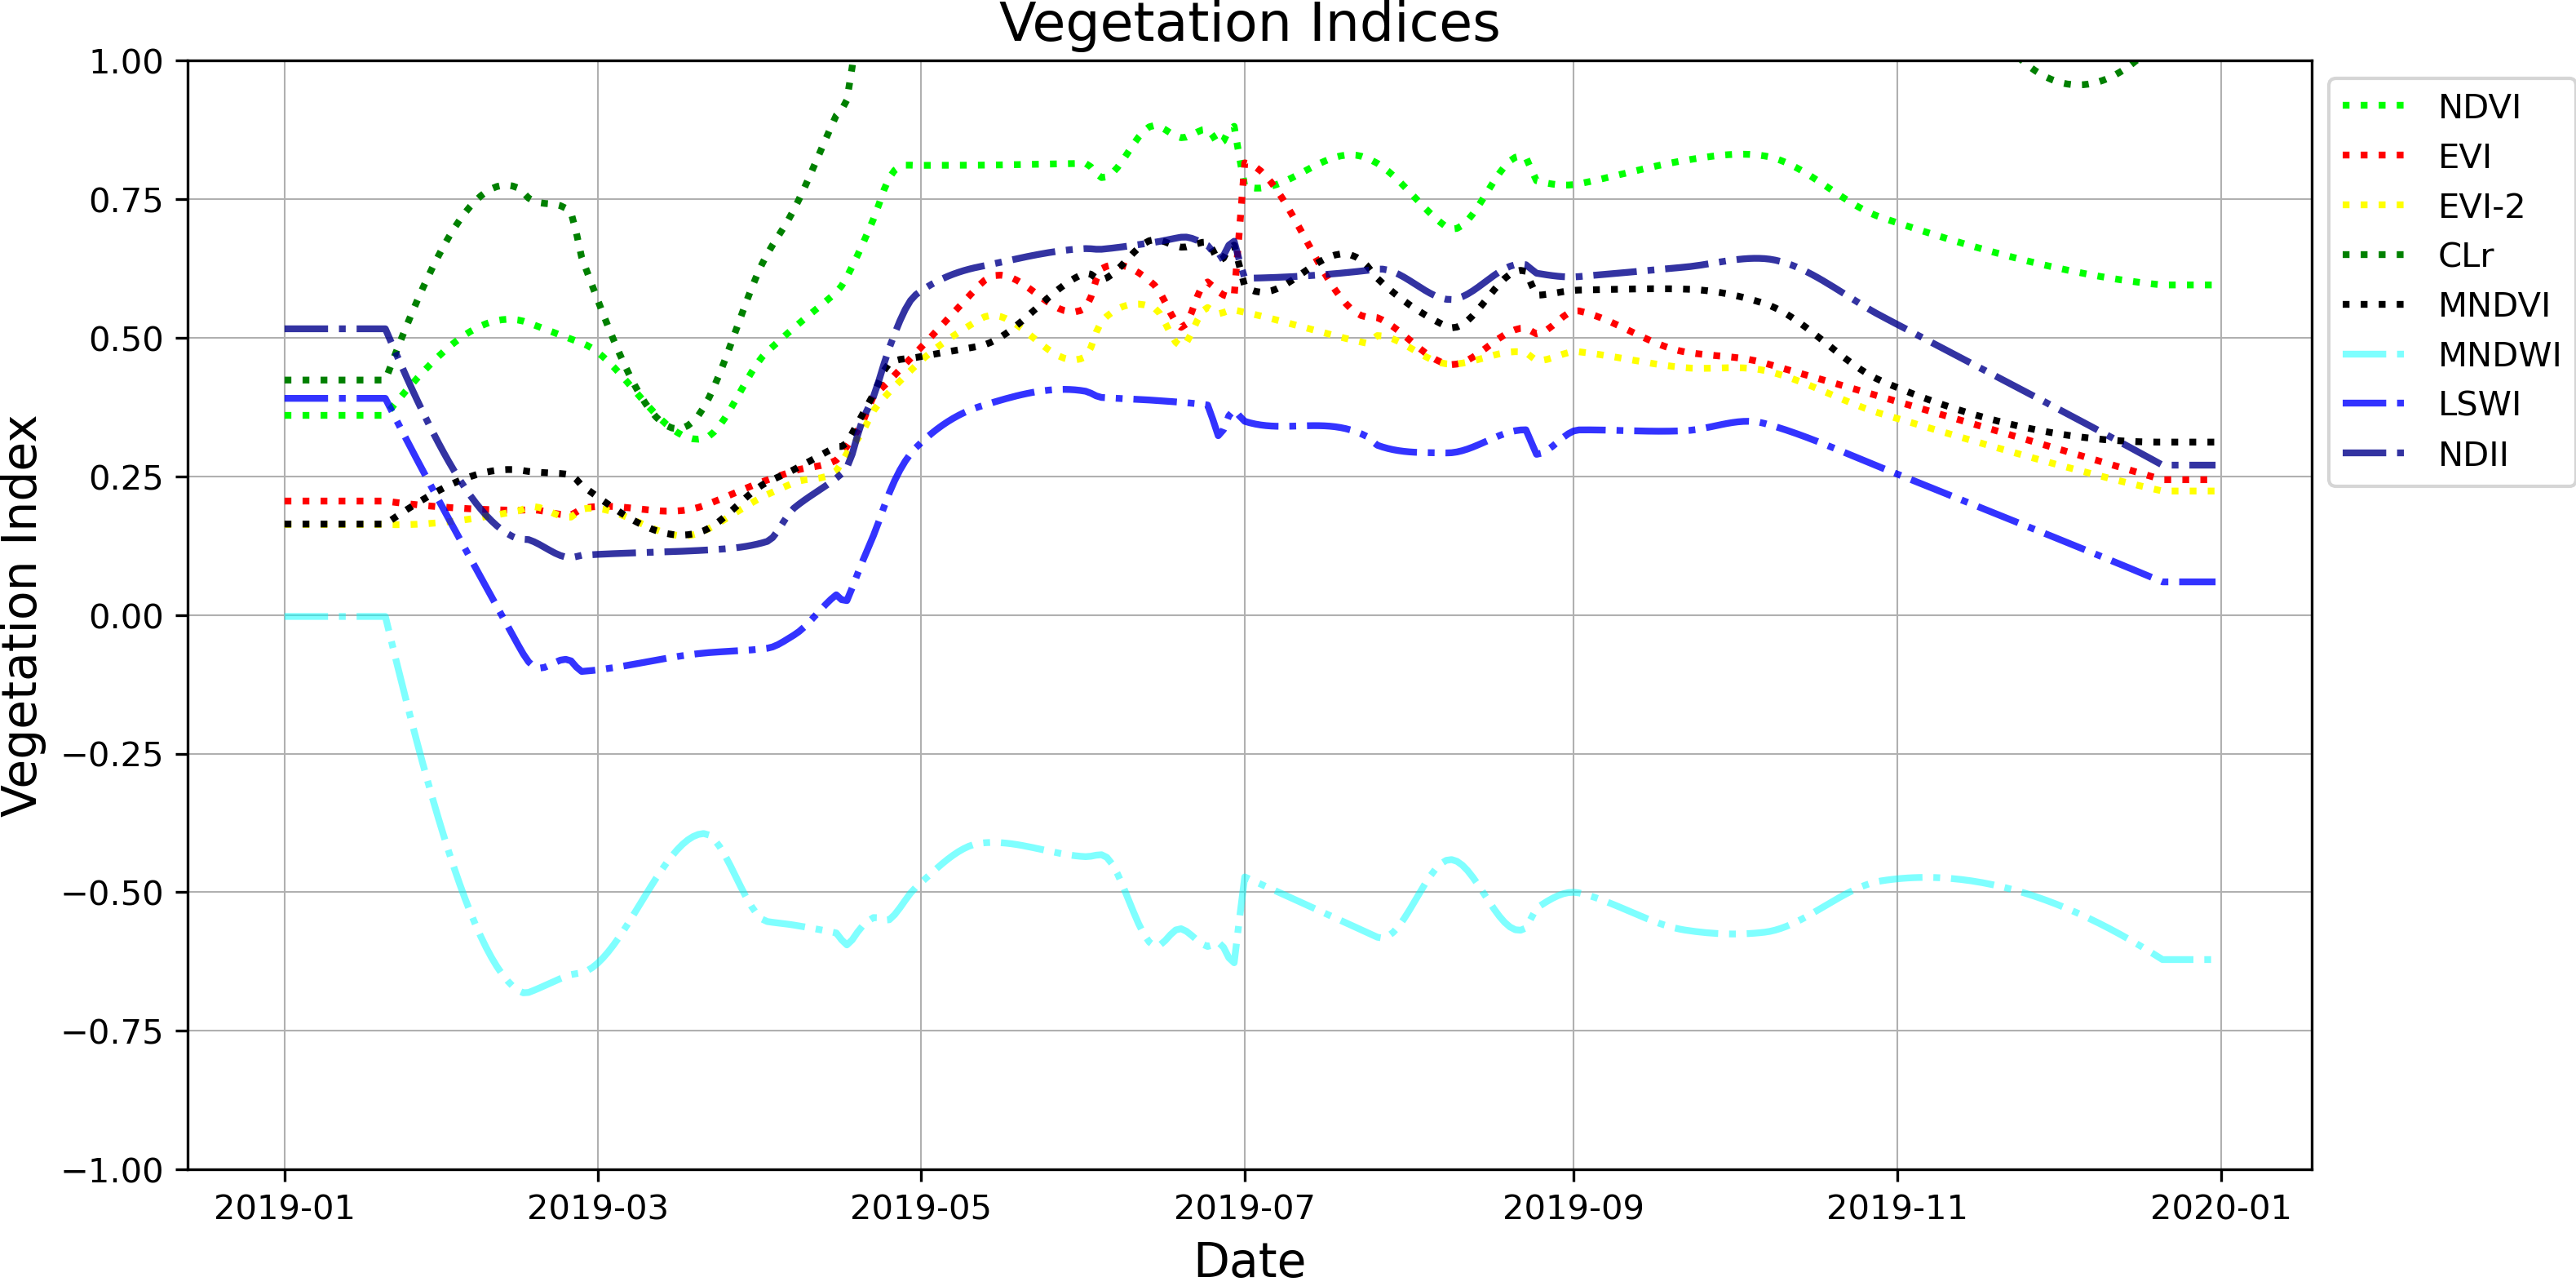 Vegetation Indices
Vegetation Index
1.00
0.75
0.50
0.25
0.00
−0.25
−0.50
−0.75
−1.00
2019-01
2019-03
2019-05
2019-07
2019-09
2019-11
2020-01
Date
NDVI
EVI
EVI-2
CLr
MNDVI
MNDWI
LSWI
NDII